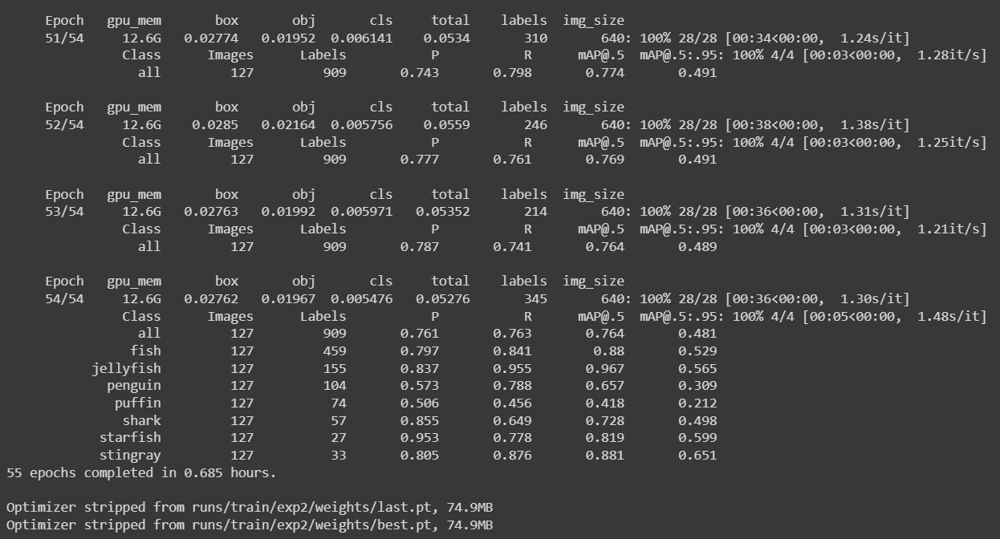 Epoch gpu_mem box obj cls total labels img_size
51/54 12.6G 0.02774 0.01952 0.006141 0.0534 310 640: 100% 28/28 [00:34<00:00, 1.24s/it]
Class Images Labels P R mAP@.5 mAP@.5:.95: 100% 4/4 [00:03<00:00, 1.28it/s]
all 127 909 0.743 0.798 0.774 0.491
Epoch gpu_mem box obj cls total labels img_size
52/54 12.6G 0.0285 0.02164 0.005756 0.0559 246 640: 100% 28/28 [00:38<00:00, 1.38s/it]
Class Images Labels P R mAP@.5 mAP@.5:.95: 100% 4/4 [00:03<00:00, 1.25it/s]
all 127 909 0.777 0.761 0.769 0.491
Epoch gpu_mem box obj cls total labels img_size
53/54 12.6G 0.02763 0.01992 0.005971 0.05352 214 640: 100% 28/28 [00:36<00:00, 1.31s/it]
Class Images Labels P R mAP@.5 mAP@.5:.95: 100% 4/4 [00:03<00:00, 1.21it/s]
all 127 909 0.787 0.741 0.764 0.489
Epoch gpu_mem box obj cls total labels img_size
54/54 12.6G 0.02762 0.01967 0.005476 0.05276 345 640: 100% 28/28 [00:36<00:00, 1.30s/it]
Class Images Labels P R mAP@.5 mAP@.5:.95: 100% 4/4 [00:05<00:00, 1.48s/it]
all 127 909 0.761 0.763 0.764 0.481
fish 127 459 0.797 0.841 0.88 0.529
jellyfish 127 155 0.837 0.955 0.967 0.565
penguin 127 104 0.573 0.788 0.657 0.309
puffin 127 74 0.506 0.456 0.418 0.212
shark 127 57 0.855 0.649 0.728 0.498
starfish 127 27 0.953 0.778 0.819 0.599
stingray 127 33 0.805 0.876 0.881 0.651
55 epochs completed in 0.685 hours.
Optimizer stripped from runs/train/exp2/weights/last.pt, 74.9MB
Optimizer stripped from runs/train/exp2/weights/best.pt, 74.9MB